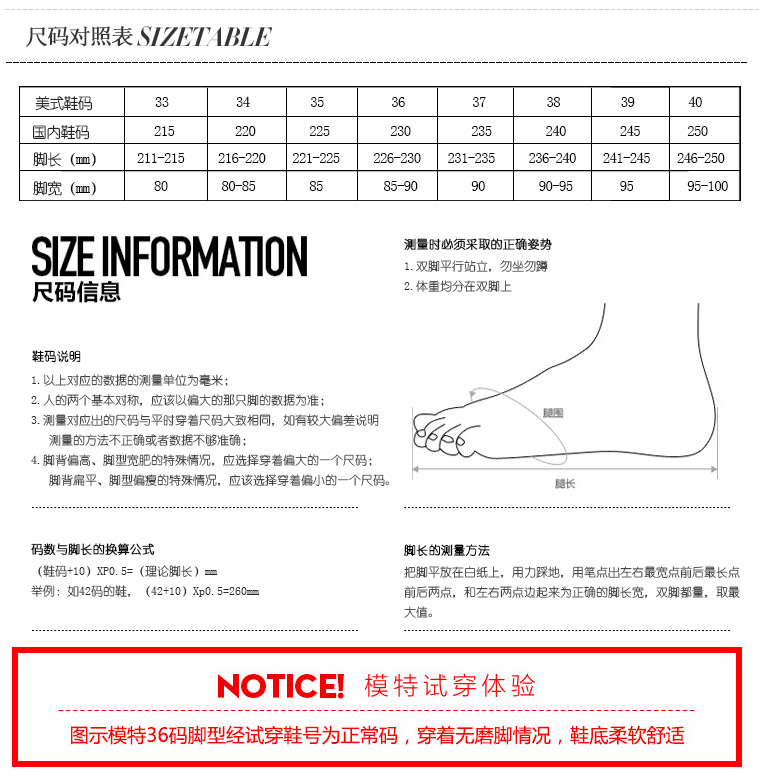 尺码对照表 SIZETABLE
美式鞋码 33 34 35 36 37 38 39 40
国内鞋码 215 220 225 230 235 240 245 250
脚长（mm） 211-215 216-220 221-225 226-230 231-235 236-240 241-245 246-250
脚宽（mm） 80 80-85 85 85-90 90 90-95 95 95-100
SIZE INFORMATION
尺码信息
鞋码说明
1. 以上对应的数据的测量单位为毫米；
2. 人的两个基本对称，应该以偏大的那只脚的数据为准；
3. 测量对应出的尺码与平时穿着尺码大致相同，如有较大偏差说明
测量的方法不正确或者数据不够准确；
4. 脚背偏高、脚型宽肥的特殊情况，应选择穿着偏大的一个尺码；
脚背扁平、脚型偏瘦的特殊情况，应该选择穿着偏小的一个尺码。
测量时必须采取的正确姿势
1. 双脚平行站立，勿坐勿蹲
2. 体重均分在双脚上
腿围
腿长
码数与脚长的换算公式
（鞋码+10）XP0.5=（理论脚长）mm
举例：如42码的鞋，（42+10）Xp0.5=260mm
脚长的测量方法
把脚平放在白纸上，用力踩地，用笔点出左右最宽点前后最长点
前后两点，和左右两点边起来为正确的脚长宽，双脚都量，取最
大值。
NOTICE! 模特试穿体验
图示模特36码脚型经试穿鞋号为正常码，穿着无磨脚情况，鞋底柔软舒适